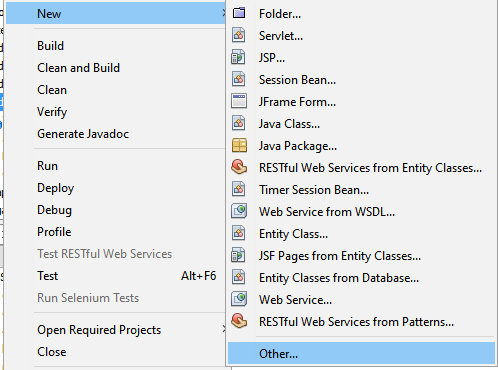 New
Build
Clean and Build
Clean
Verify
Generate Javadoc
Run
Deploy
Debug
Profile
Test RESTful Web Services
Test Alt+F6
Run Selenium Tests
Open Required Projects
Close
Folder...
Servlet...
JSP...
Session Bean...
JFrame Form...
Java Class...
Java Package...
RESTful Web Services from Entity Classes...
Timer Session Bean...
Web Service from WSDL...
Entity Class...
JSF Pages from Entity Classes...
Entity Classes from Database...
Web Service...
RESTful Web Services from Patterns...
Other...